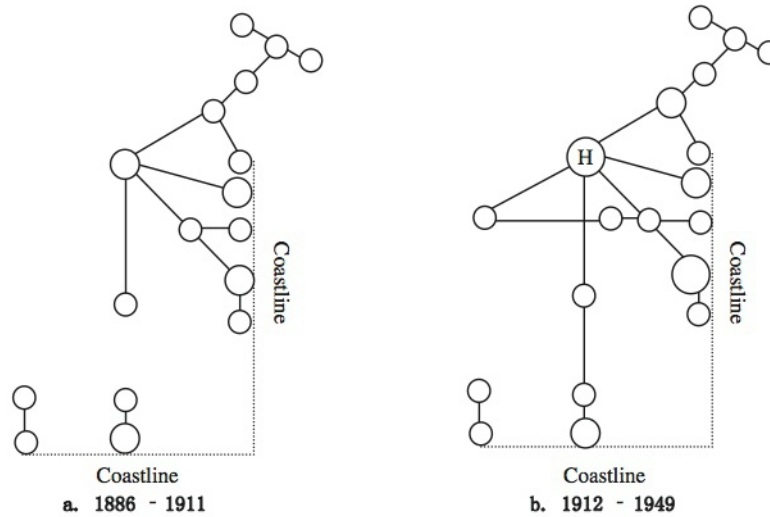 Coastline
Coastline
a. 1886 - 1911
H
Coastline
Coastline
b. 1912 - 1949